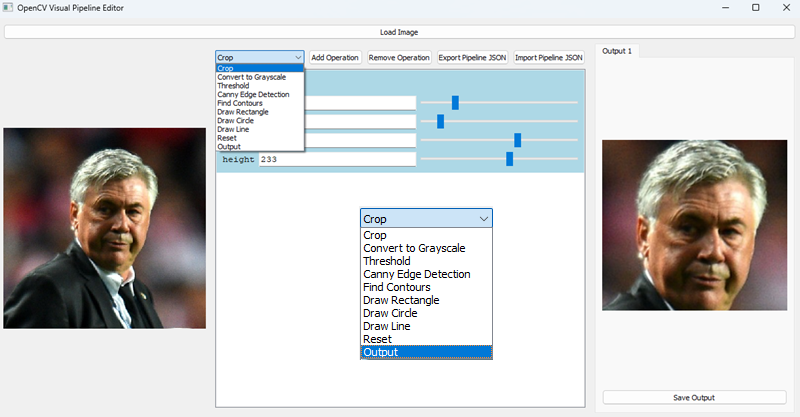 OpenCV Visual Pipeline Editor
Load Image
Crop
Add Operation
Remove Operation
Export Pipeline JSON
Import Pipeline JSON
Output 1
Crop
Convert to Grayscale
Threshold
Canny Edge Detection
Find Contours
Draw Rectangle
Draw Circle
Draw Line
Reset
Output
height 233
Crop
Crop
Convert to Grayscale
Threshold
Canny Edge Detection
Find Contours
Draw Rectangle
Draw Circle
Draw Line
Reset
Output
Save Output